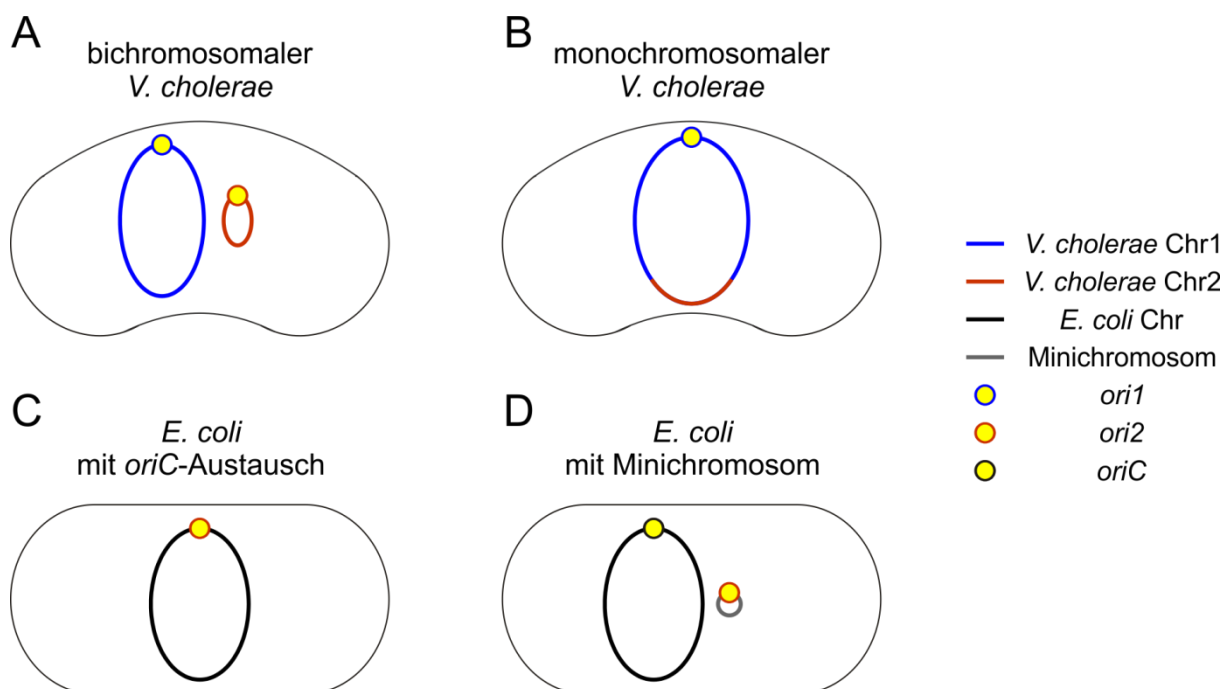 A
bichromosomaler
V. cholerae
B
monochromosomaler
V. cholerae
V. cholerae Chr1
V. cholerae Chr2
E. coli Chr
Minichromosom
ori1
ori2
oriC
C
E. coli
mit oriC-Austausch
D
E. coli
mit Minichromosom